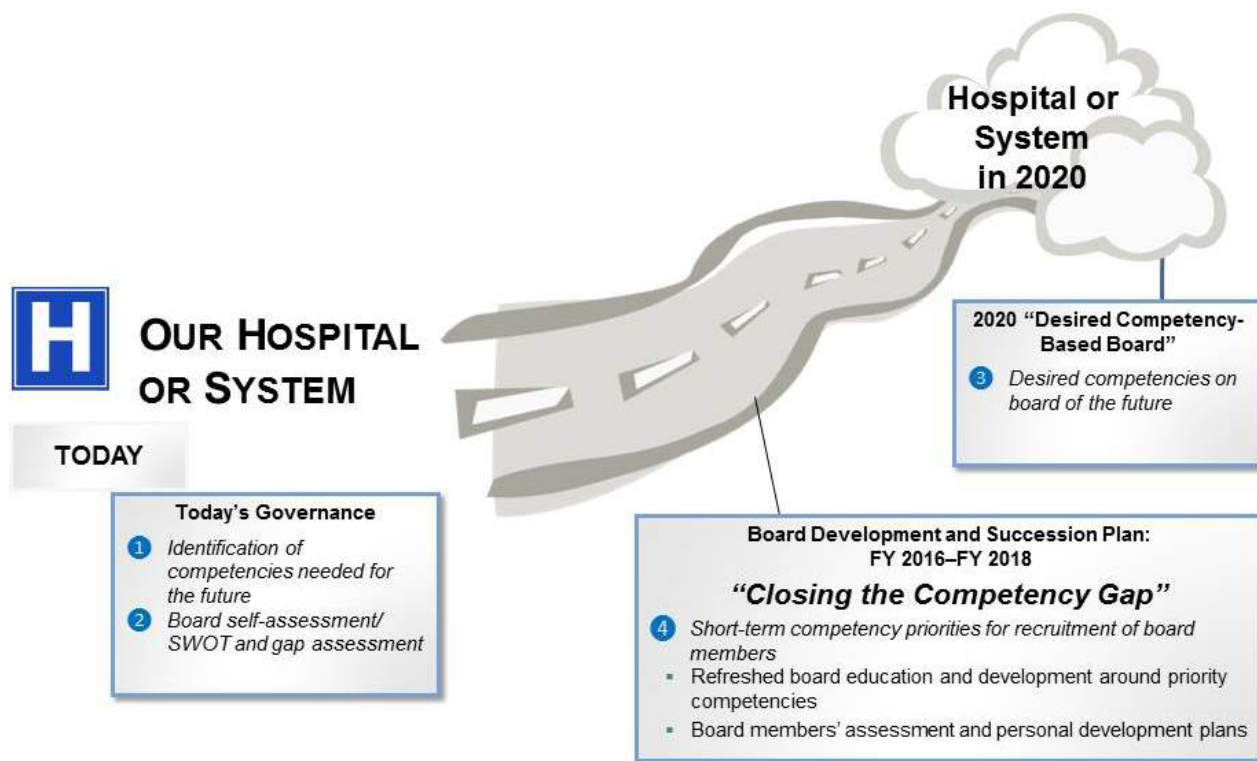 Hospital or
System
in 2020
H
OUR HOSPITAL
OR SYSTEM
TODAY
Today's Governance
1 Identification of
competencies needed for
the future
2 Board self-assessment/
SWOT and gap assessment
2020 “Desired Competency-
Based Board”
3 Desired competencies on
board of the future
Board Development and Succession Plan:
FY 2016–FY 2018
“Closing the Competency Gap”
4 Short-term competency priorities for recruitment of board
members
▪ Refreshed board education and development around priority
competencies
▪ Board members’ assessment and personal development plans